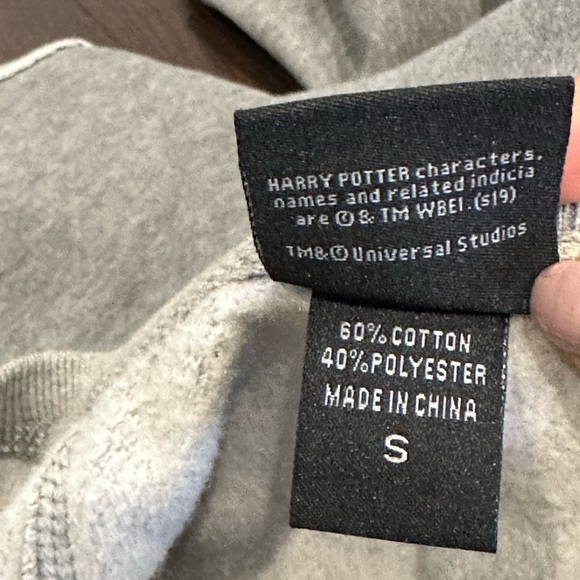 HARRY POTTER characters,
names and related indicia
are © & TM WBEI.(s19)
TM&© Universal Studios
60% COTTON
40% POLYESTER
MADE IN CHINA
S